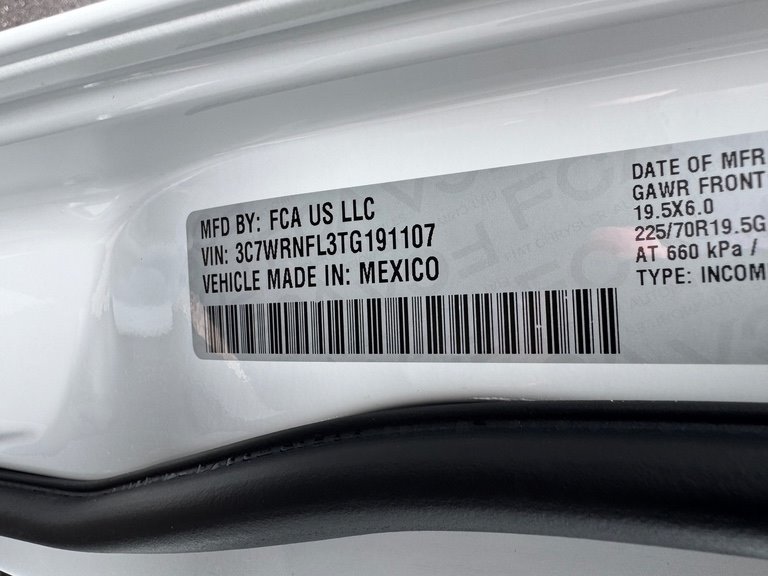 MFD BY: FCA US LLC
VIN: 3C7WRNFL3TG191107
VEHICLE MADE IN: MEXICO
DATE OF MFR
GAWR FRONT
19.5X6.0
225/70R19.5G
AT 660 kPa /
TYPE: INCOM